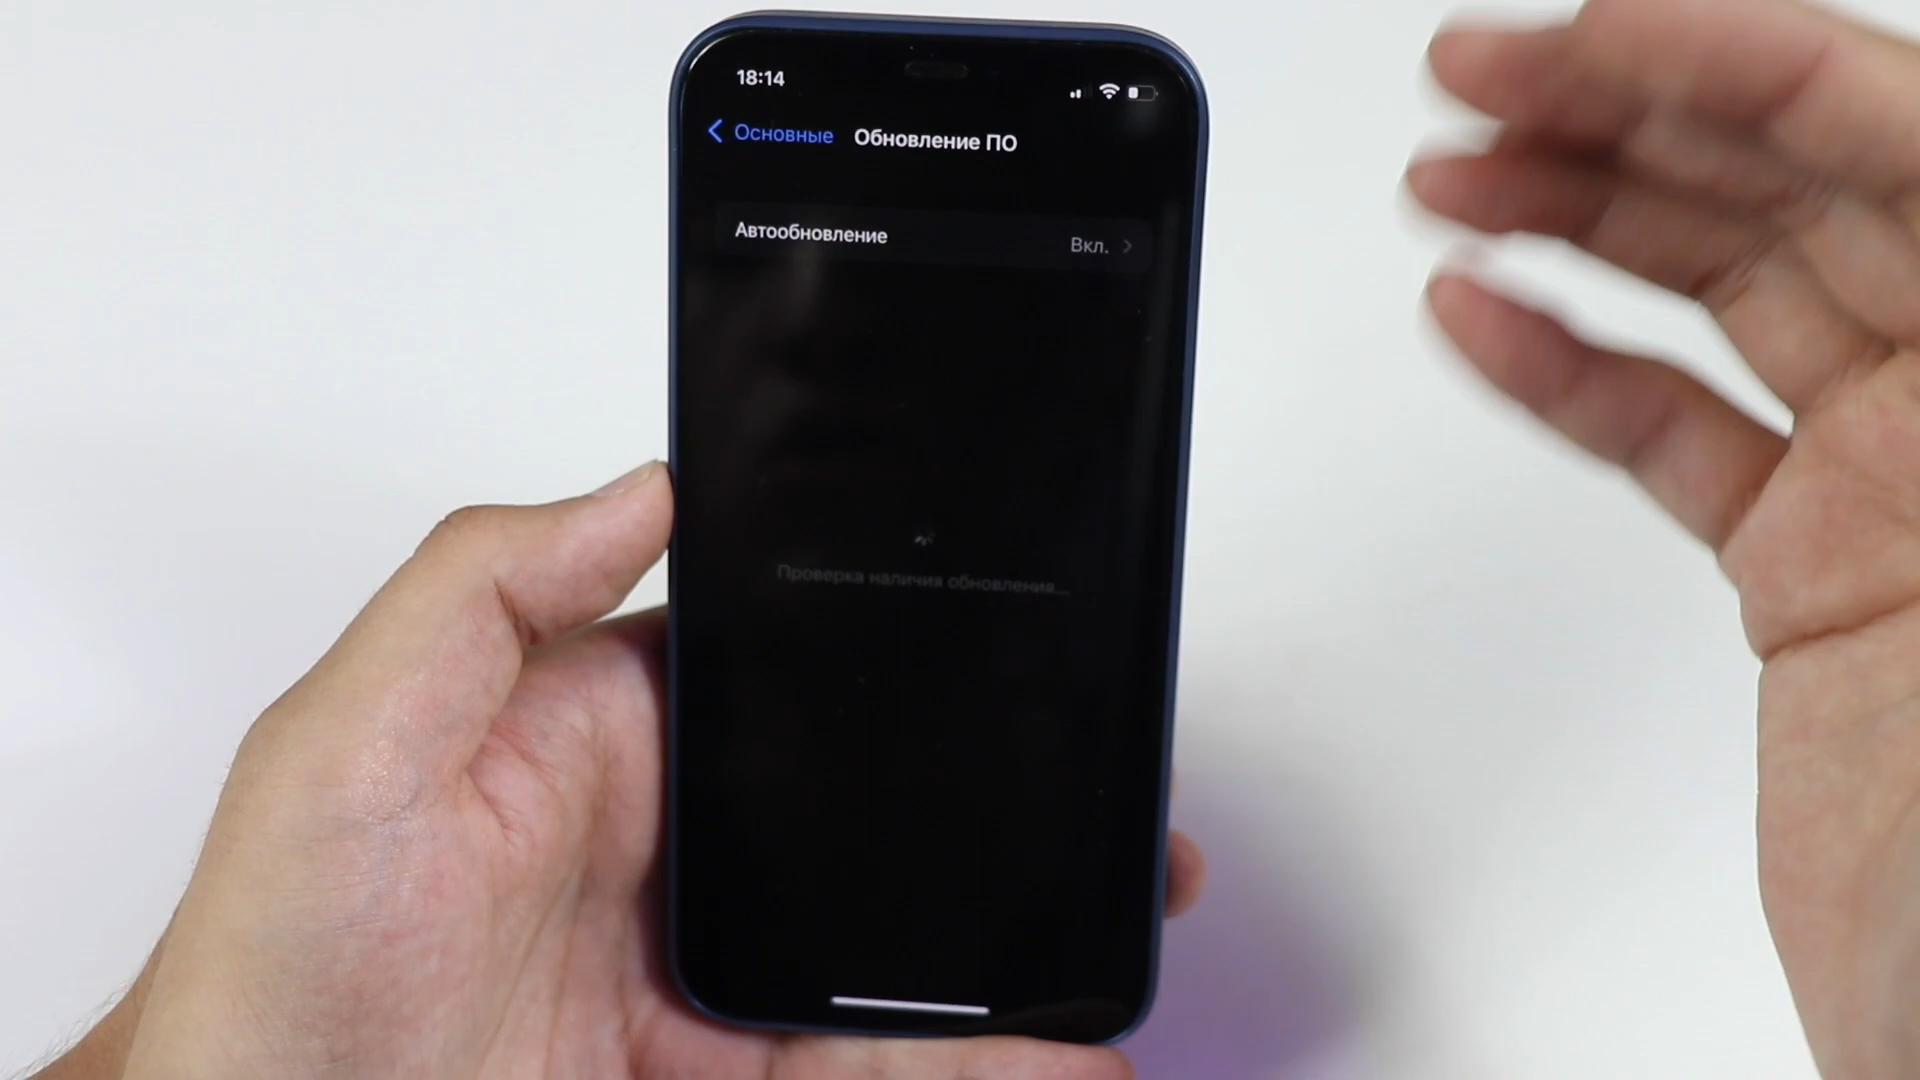 18:14
Основные Обновление ПО
Автообновление Вкл.
Проверка наличия обновления...